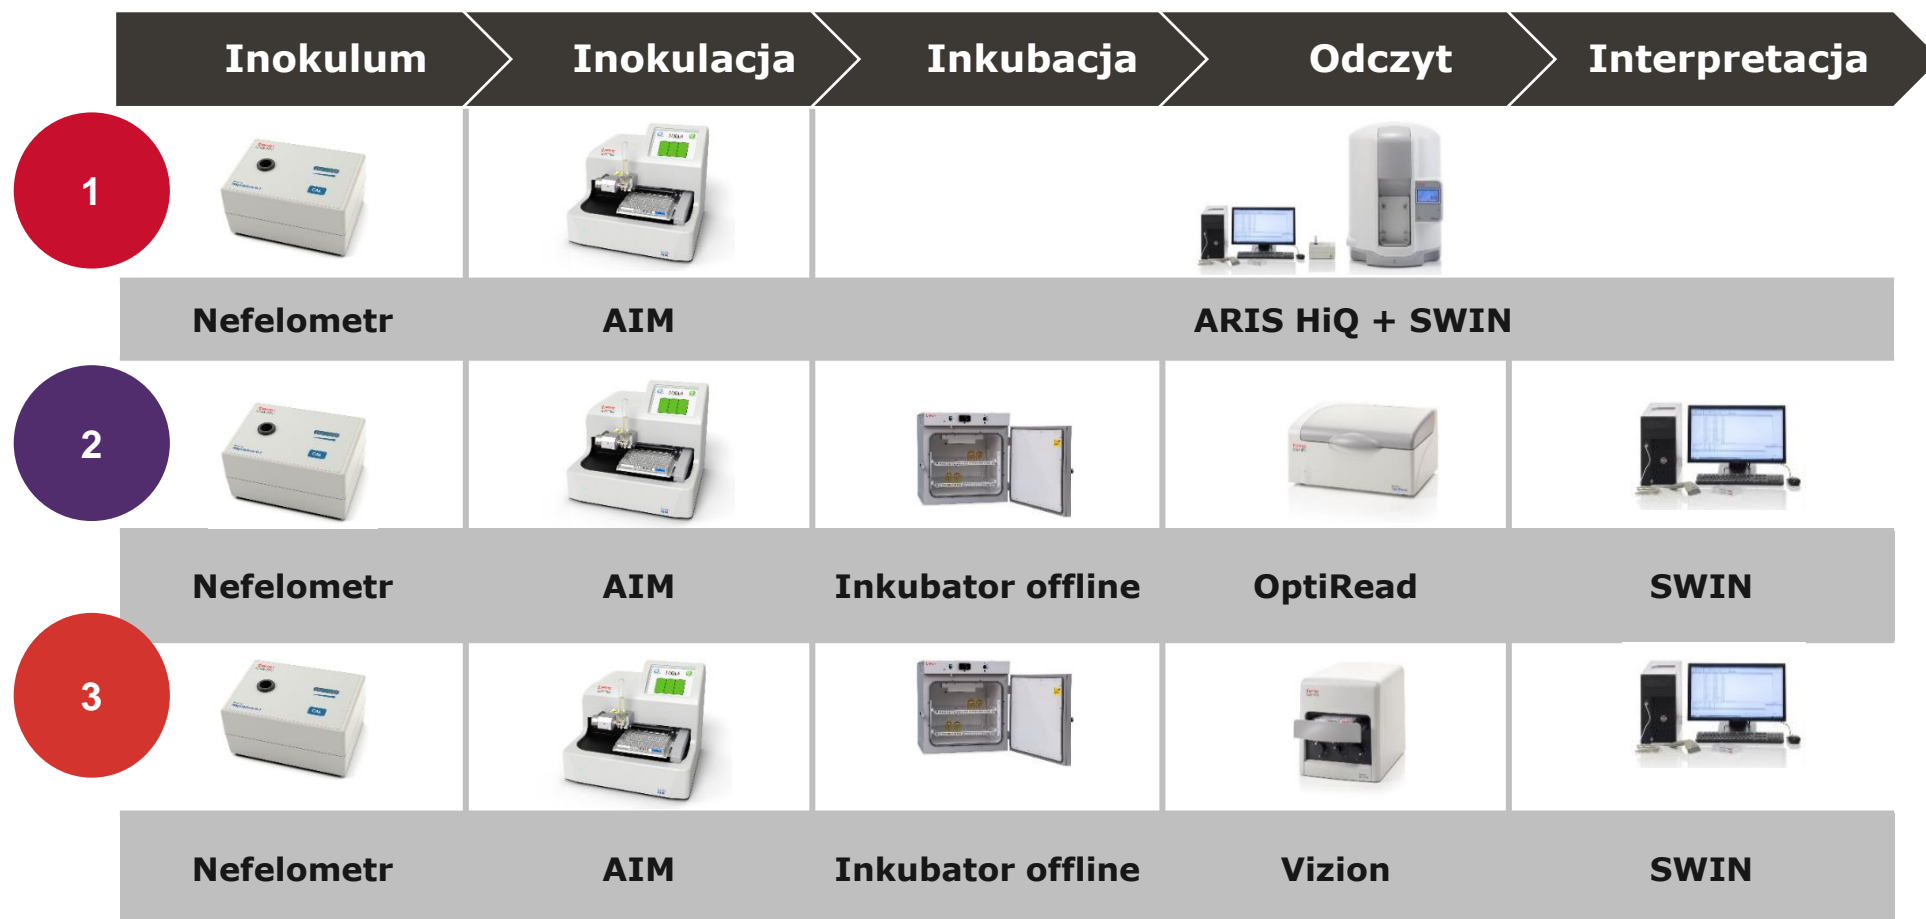 Inokulum Inokulacja Inkubacja Odczyt Interpretacja
1
Nefelometr AIM ARIS HiQ + SWIN
2
Nefelometr AIM Inkubator offline OptiRead SWIN
3
Nefelometr AIM Inkubator offline Vizion SWIN